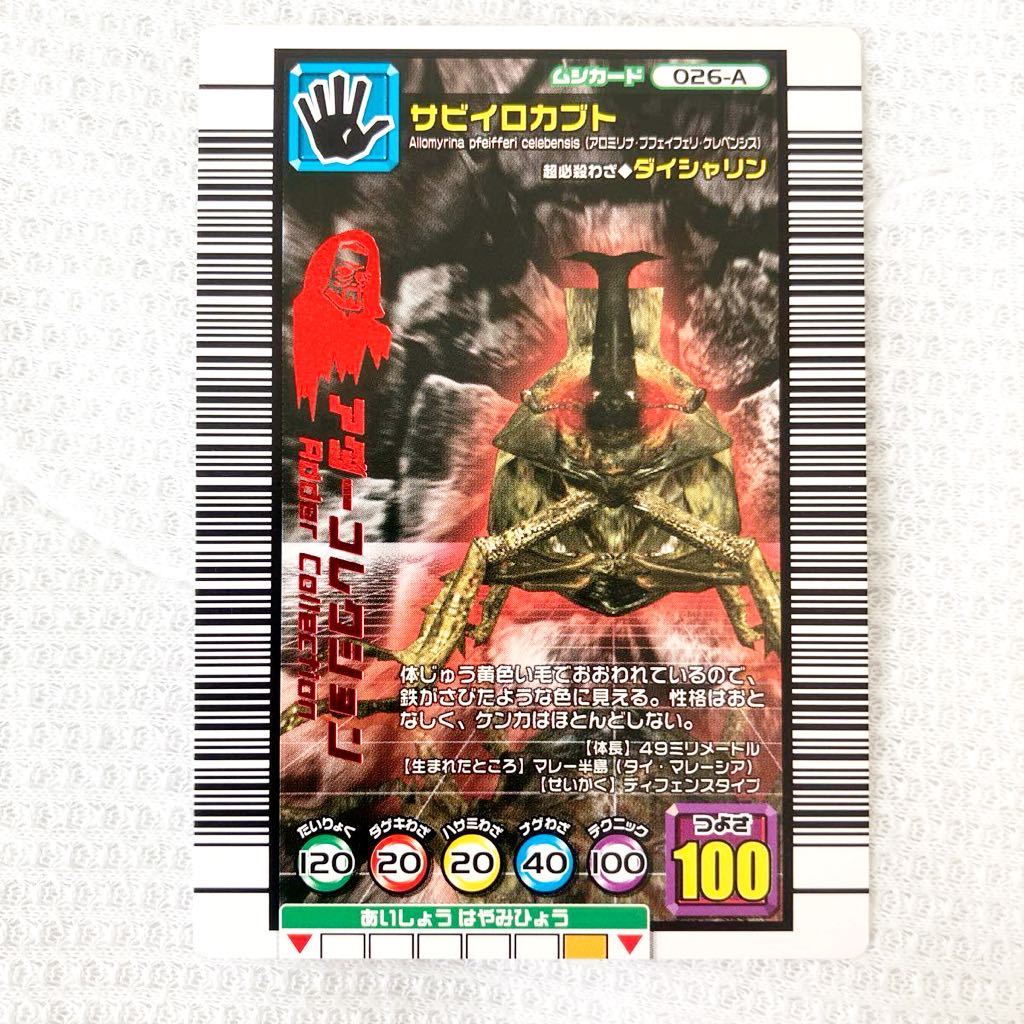 ムシカード 026-A
サビイロカブト
Allomyrina pfeifferi celebensis (アロミリナ・プフェイフェリ・ケレベンシス)
超必殺わざ◆ダイシャリン
アダーコレクション
Adder Collection
体じゅう黄色い毛でおおわれているので、
鉄がさびたような色に見える。性格はおと
なしく、ケンカはほとんどしない。
【体長】49ミリメートル
【生まれたところ】マレー半島(タイ・マレーシア)
【せいかく】ディフェンスタイプ
たいりょく ダゲキわざ ハサミわざ ナゲわざ テクニック つよさ
120 20 20 40 100 100
あいしょう はやみひょう